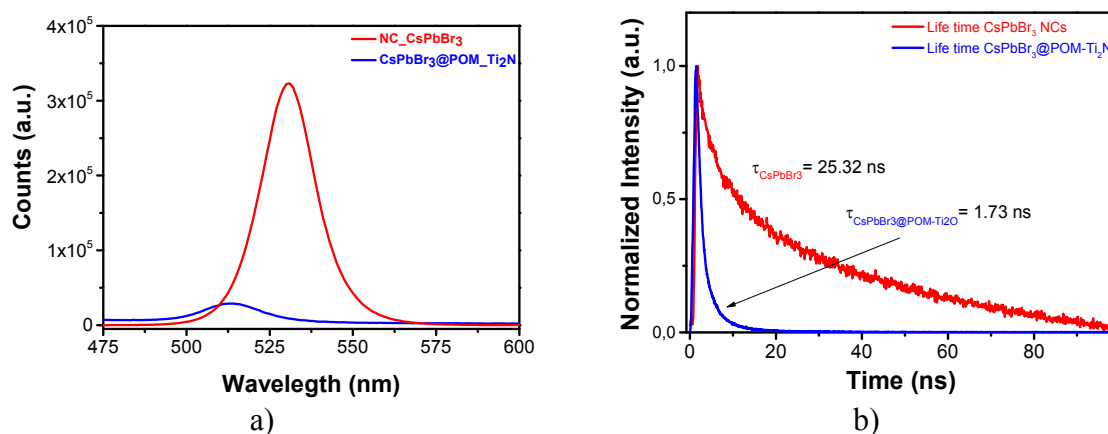 4x10⁵
3x10⁵
2x10⁵
1x10⁵
0
Counts (a.u.)
NC_CsPbBr₃
CsPbBr₃@POM_Ti₂N
475 500 525 550 575 600
Wavelegth (nm)
a)
1,0
0,5
0,0
Normalized Intensity (a.u.)
Life time CsPbBr₃ NCs
Life time CsPbBr₃@POM-Ti₂N
τCsPbBr3= 25.32 ns
τCsPbBr3@POM-Ti2O= 1.73 ns
0 20 40 60 80
Time (ns)
b)